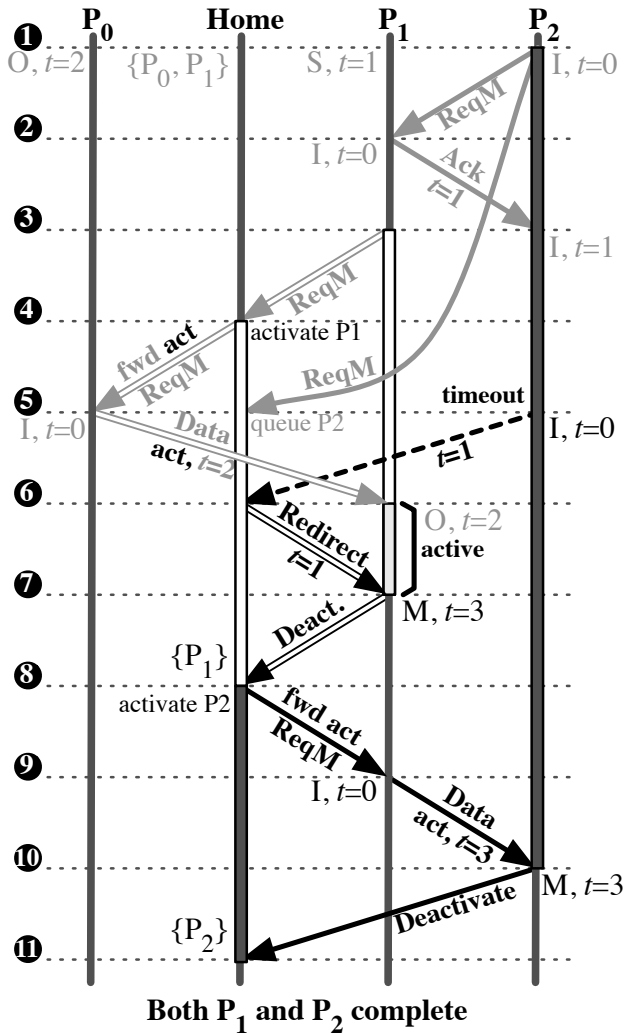 P0 Home P1 P2
1
O, t=2 {P0, P1} S, t=1 I, t=0
ReqM
2
I, t=0
Ack
t=1
3
I, t=1
ReqM
4
activate P1
fwd act
ReqM
ReqM
timeout
5
I, t=0
queue P2
I, t=0
Data
act, t=2
t=1
6
O, t=2
Redirect
t=1
active
7
M, t=3
Deact.
{P1}
8
activate P2
fwd act
ReqM
9
I, t=0
Data
act, t=3
10
M, t=3
Deactivate
{P2}
11
Both P1 and P2 complete